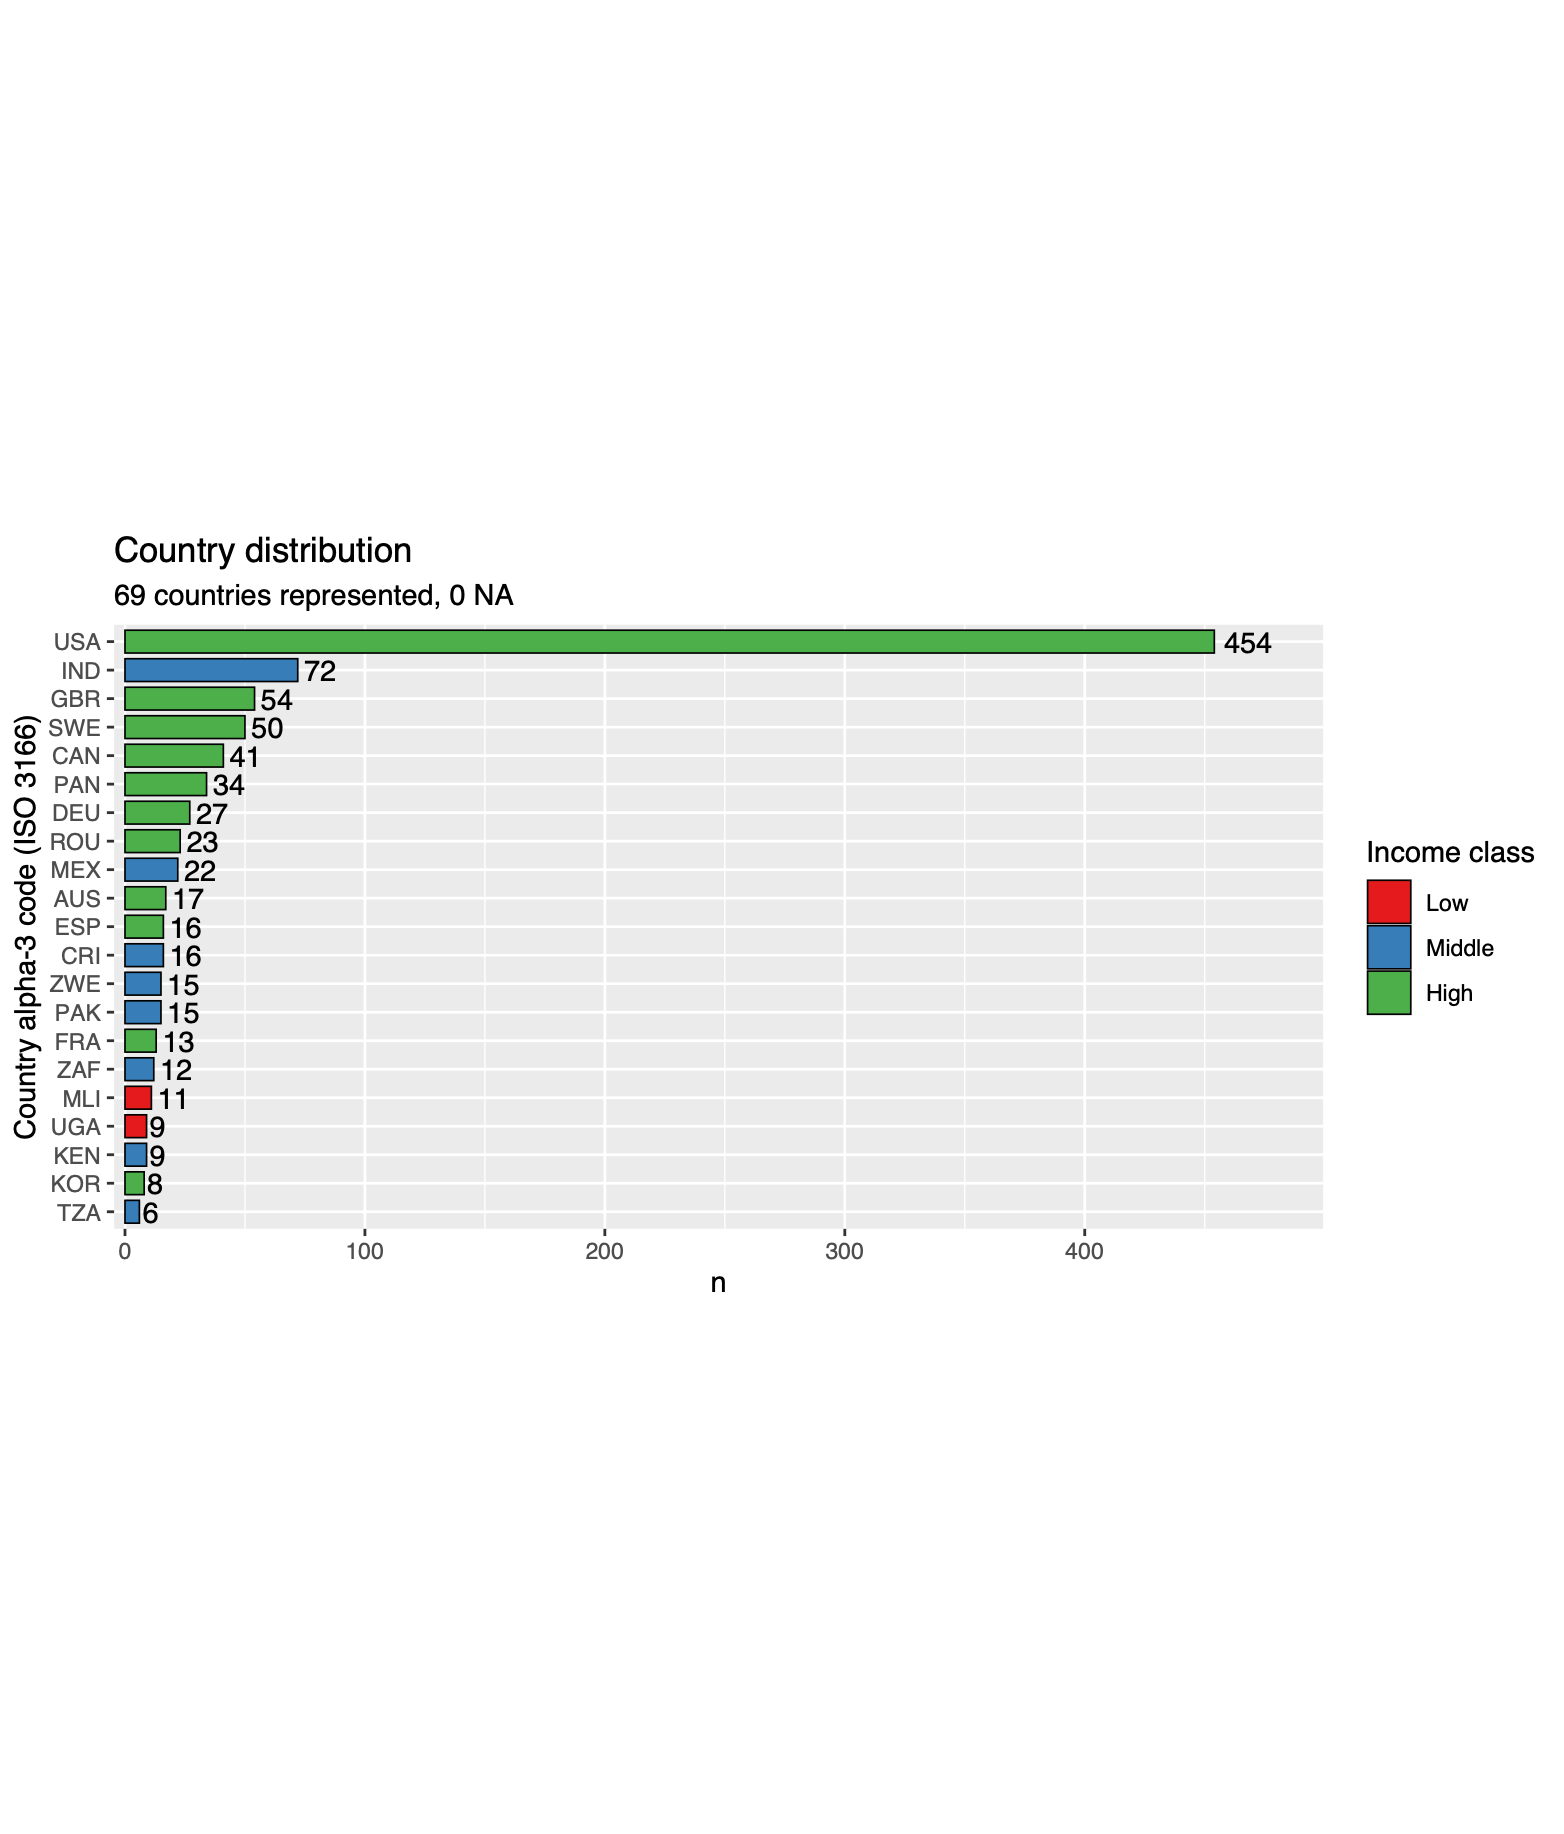 Country distribution
69 countries represented, 0 NA
Country alpha-3 code (ISO 3166)
USA 454
IND 72
GBR 54
SWE 50
CAN 41
PAN 34
DEU 27
ROU 23
MEX 22
AUS 17
ESP 16
CRI 16
ZWE 15
PAK 15
FRA 13
ZAF 12
MLI 11
UGA 9
KEN 9
KOR 8
TZA 6
0 100 200 300 400
n
Income class
Low
Middle
High